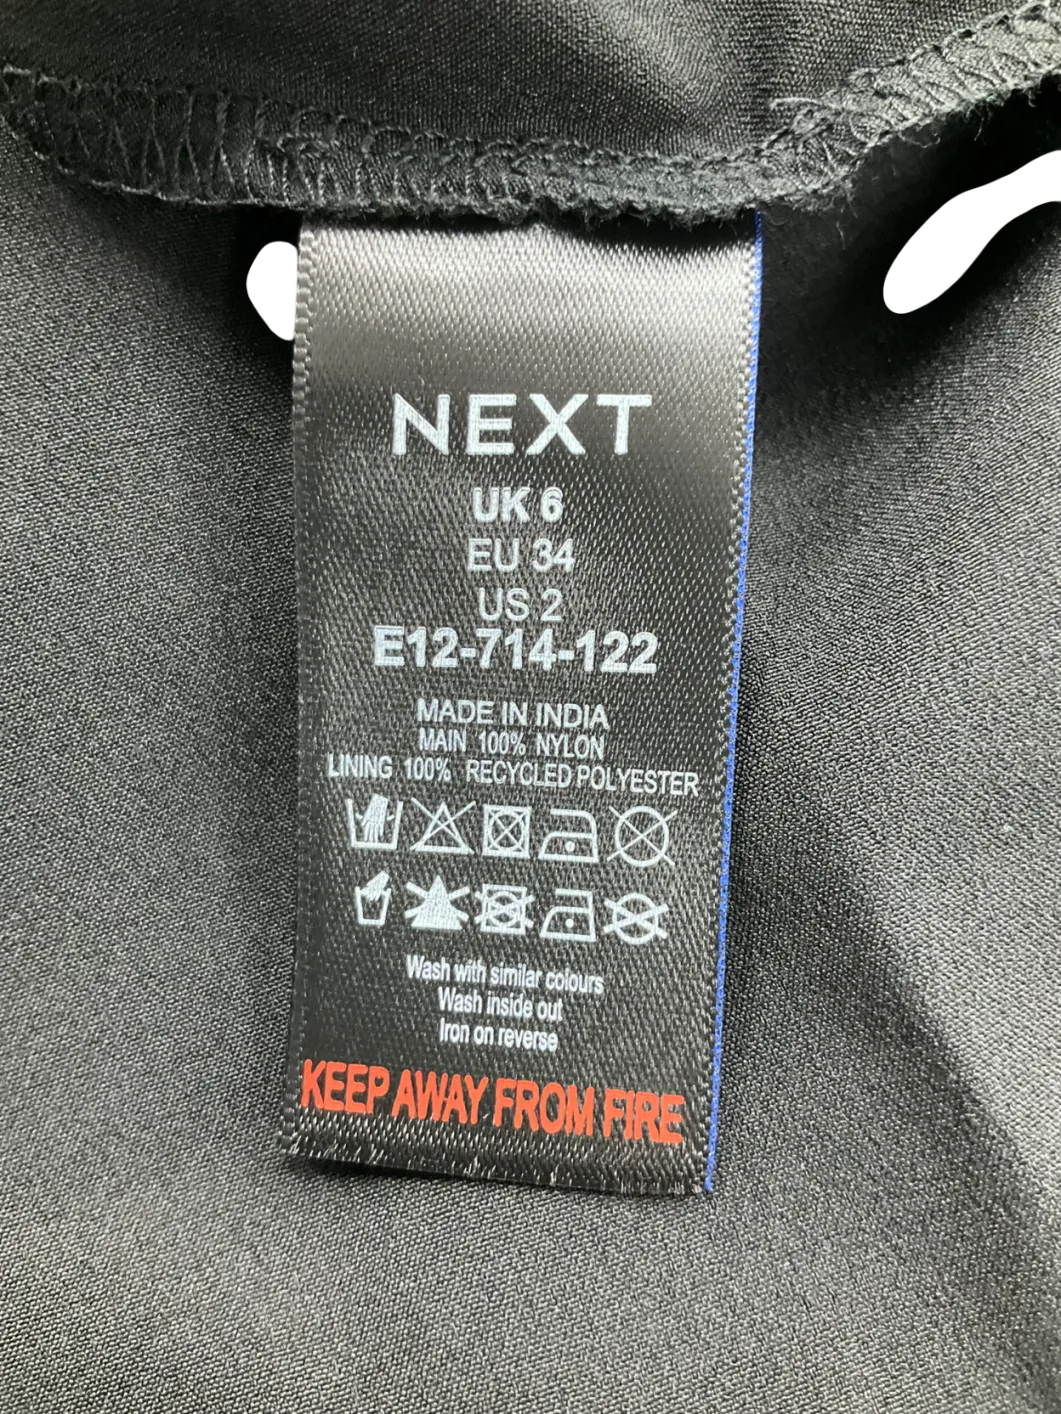 NEXT
UK 6
EU 34
US 2
E12-714-122
MADE IN INDIA
MAIN 100% NYLON
LINING 100% RECYCLED POLYESTER
Wash with similar colours
Wash inside out
Iron on reverse
KEEP AWAY FROM FIRE